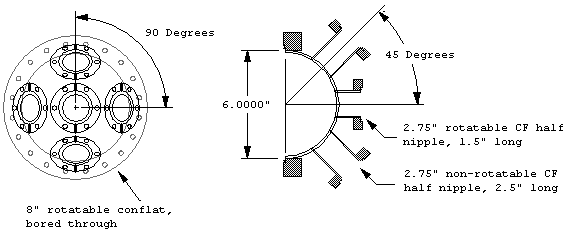 90 Degrees
45 Degrees
6.0000"
2.75" rotatable CF half
nipple, 1.5" long
2.75" non-rotatable CF
half nipple, 2.5" long
8" rotatable conflat,
bored through